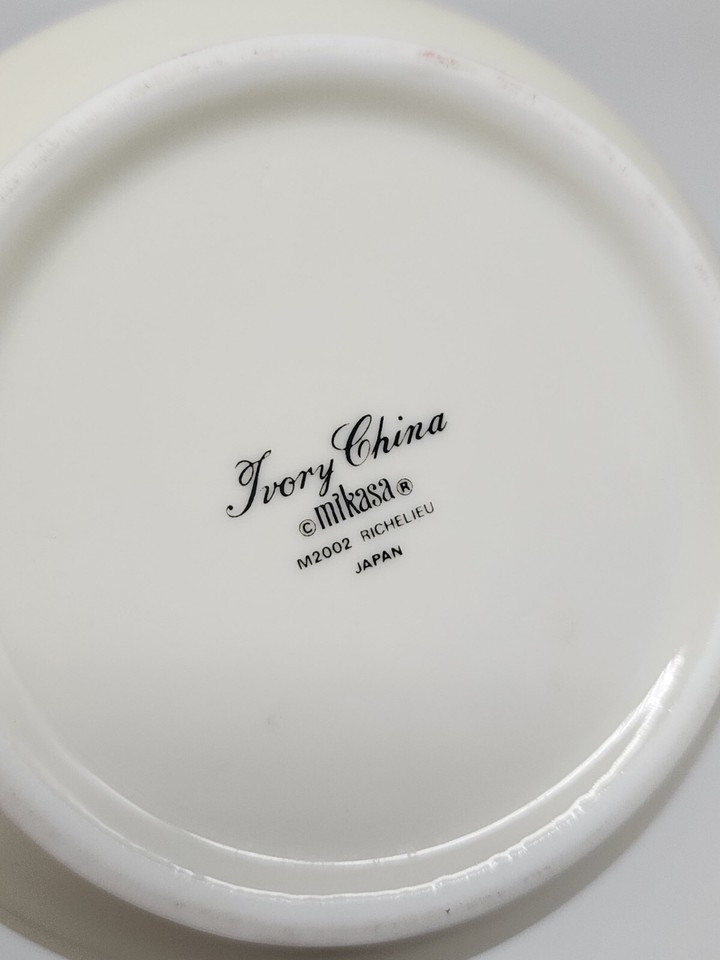 Ivory China
©mikasa®
M2002 RICHELIEU
JAPAN